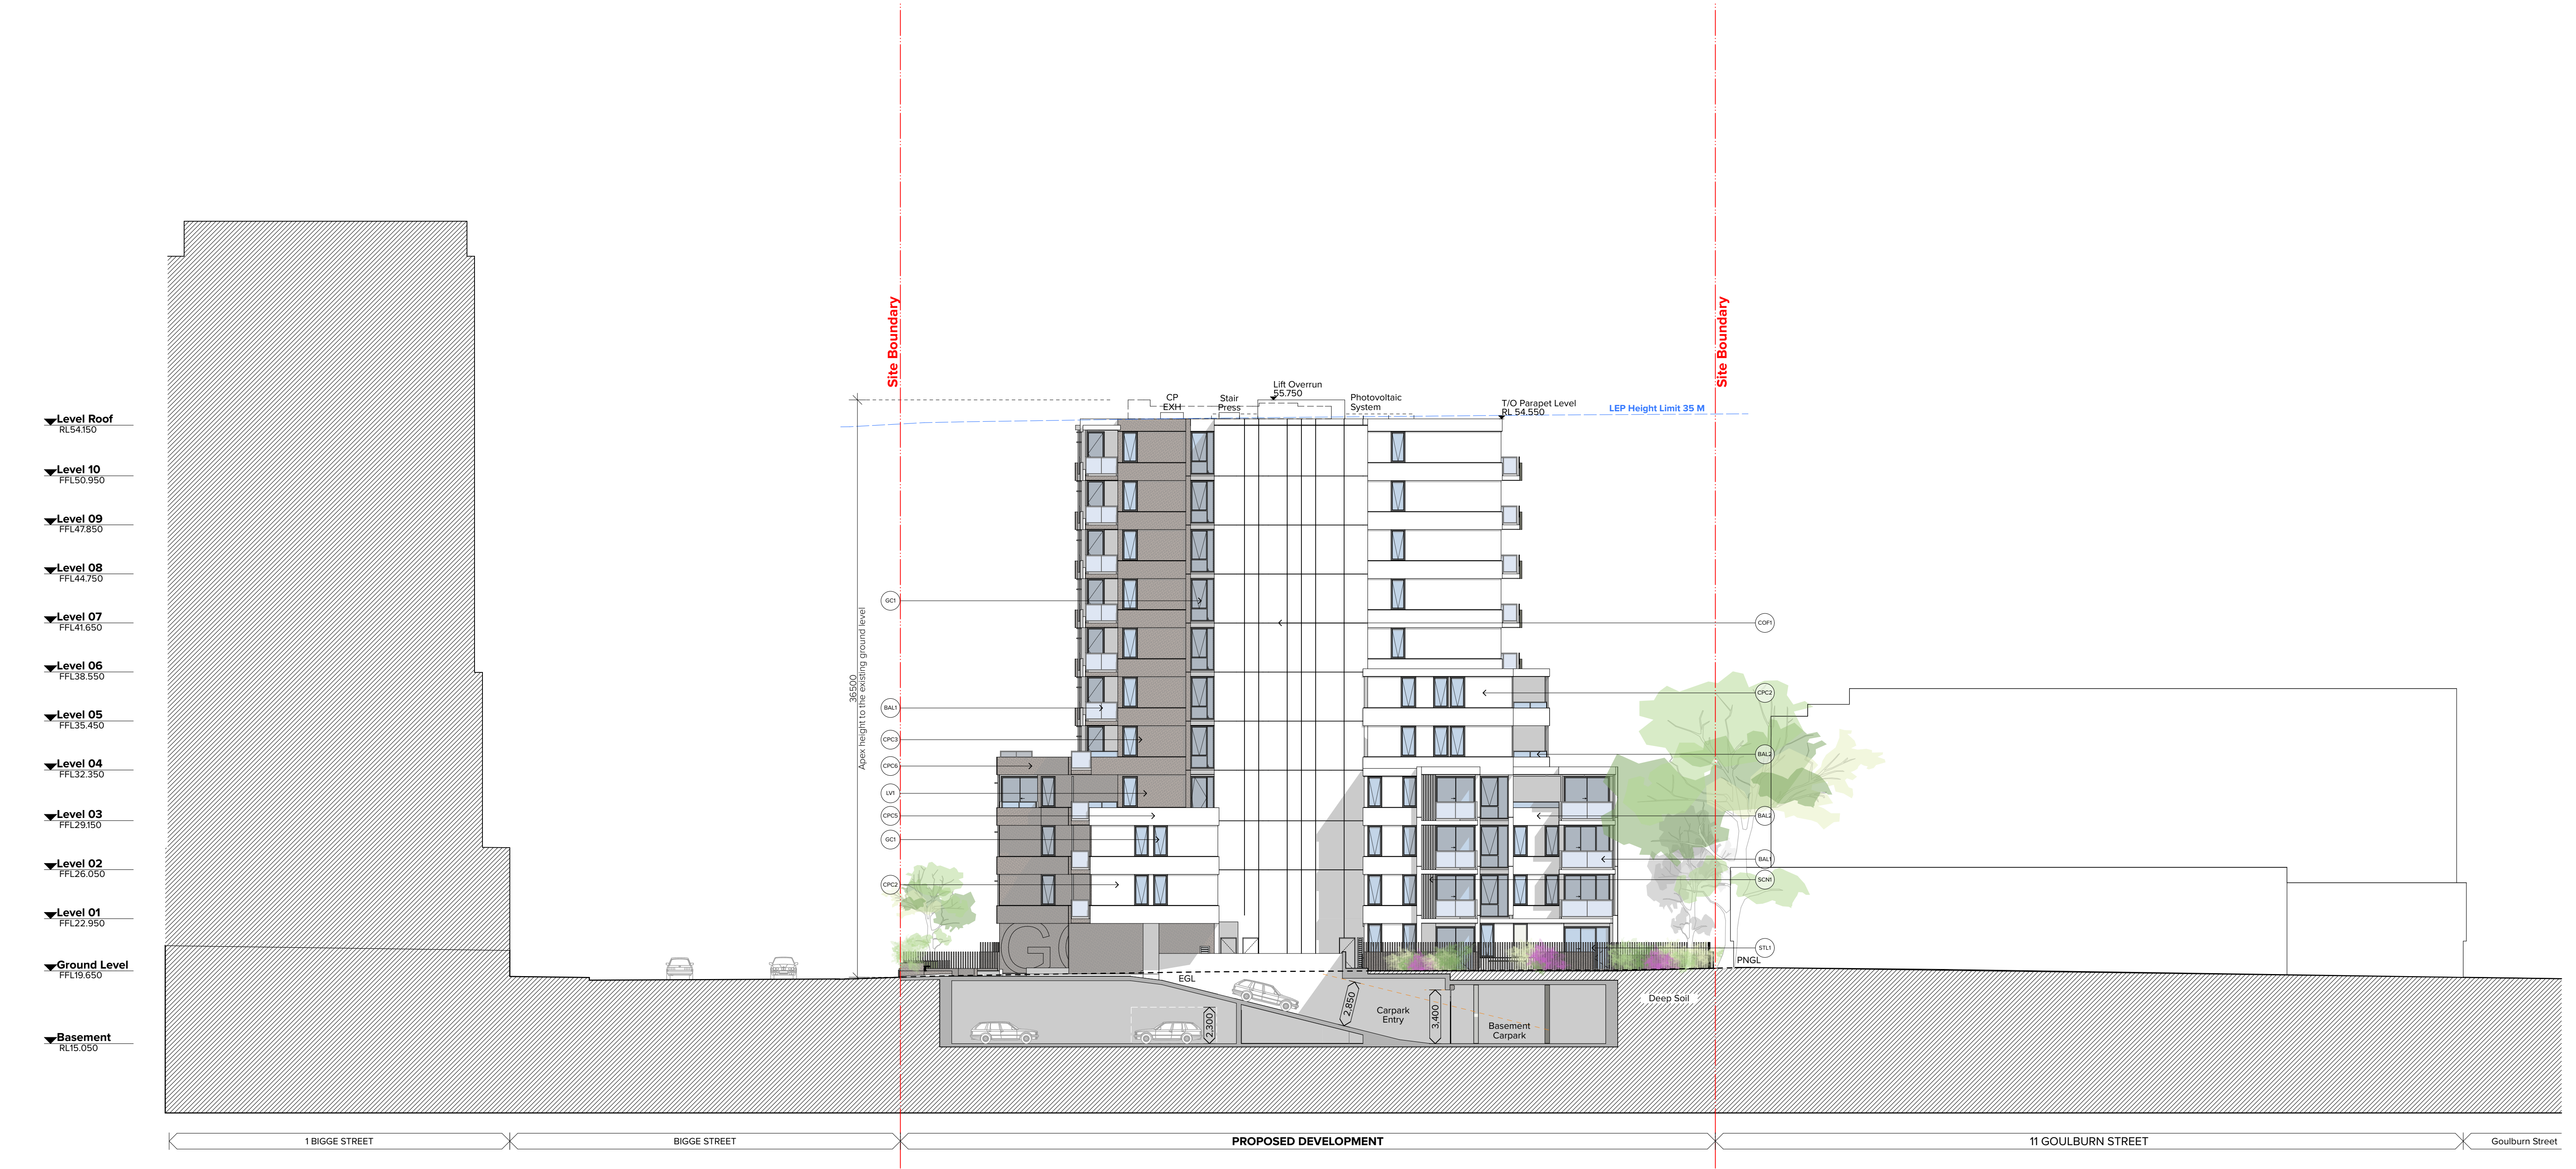 Site Boundary
Site Boundary
Lift Overrun
55.750
CP
EXH
Stair
Press
Photovoltaic
System
T/O Parapet Level
RL 54.550
LEP Height Limit 35 M
Level Roof
RL54.150
Level 10
FFL50.950
Level 09
FFL47.850
Level 08
FFL44.750
Level 07
FFL41.650
Level 06
FFL38.550
Level 05
FFL35.450
Level 04
FFL32.350
Level 03
FFL29.150
Level 02
FFL26.050
Level 01
FFL22.950
Ground Level
FFL19.650
Basement
RL15.050
36500
Apex height to the existing ground level
GC1
BAL1
CPC3
CPC6
LV1
CPC5
GC1
CPC2
COF1
CPC2
BAL2
BAL2
BAL1
SCN1
STL1
PNGL
EGL
Deep Soil
2,300
2,850
3,400
Carpark
Entry
Basement
Carpark
1 BIGGE STREET
BIGGE STREET
PROPOSED DEVELOPMENT
11 GOULBURN STREET
Goulburn Street